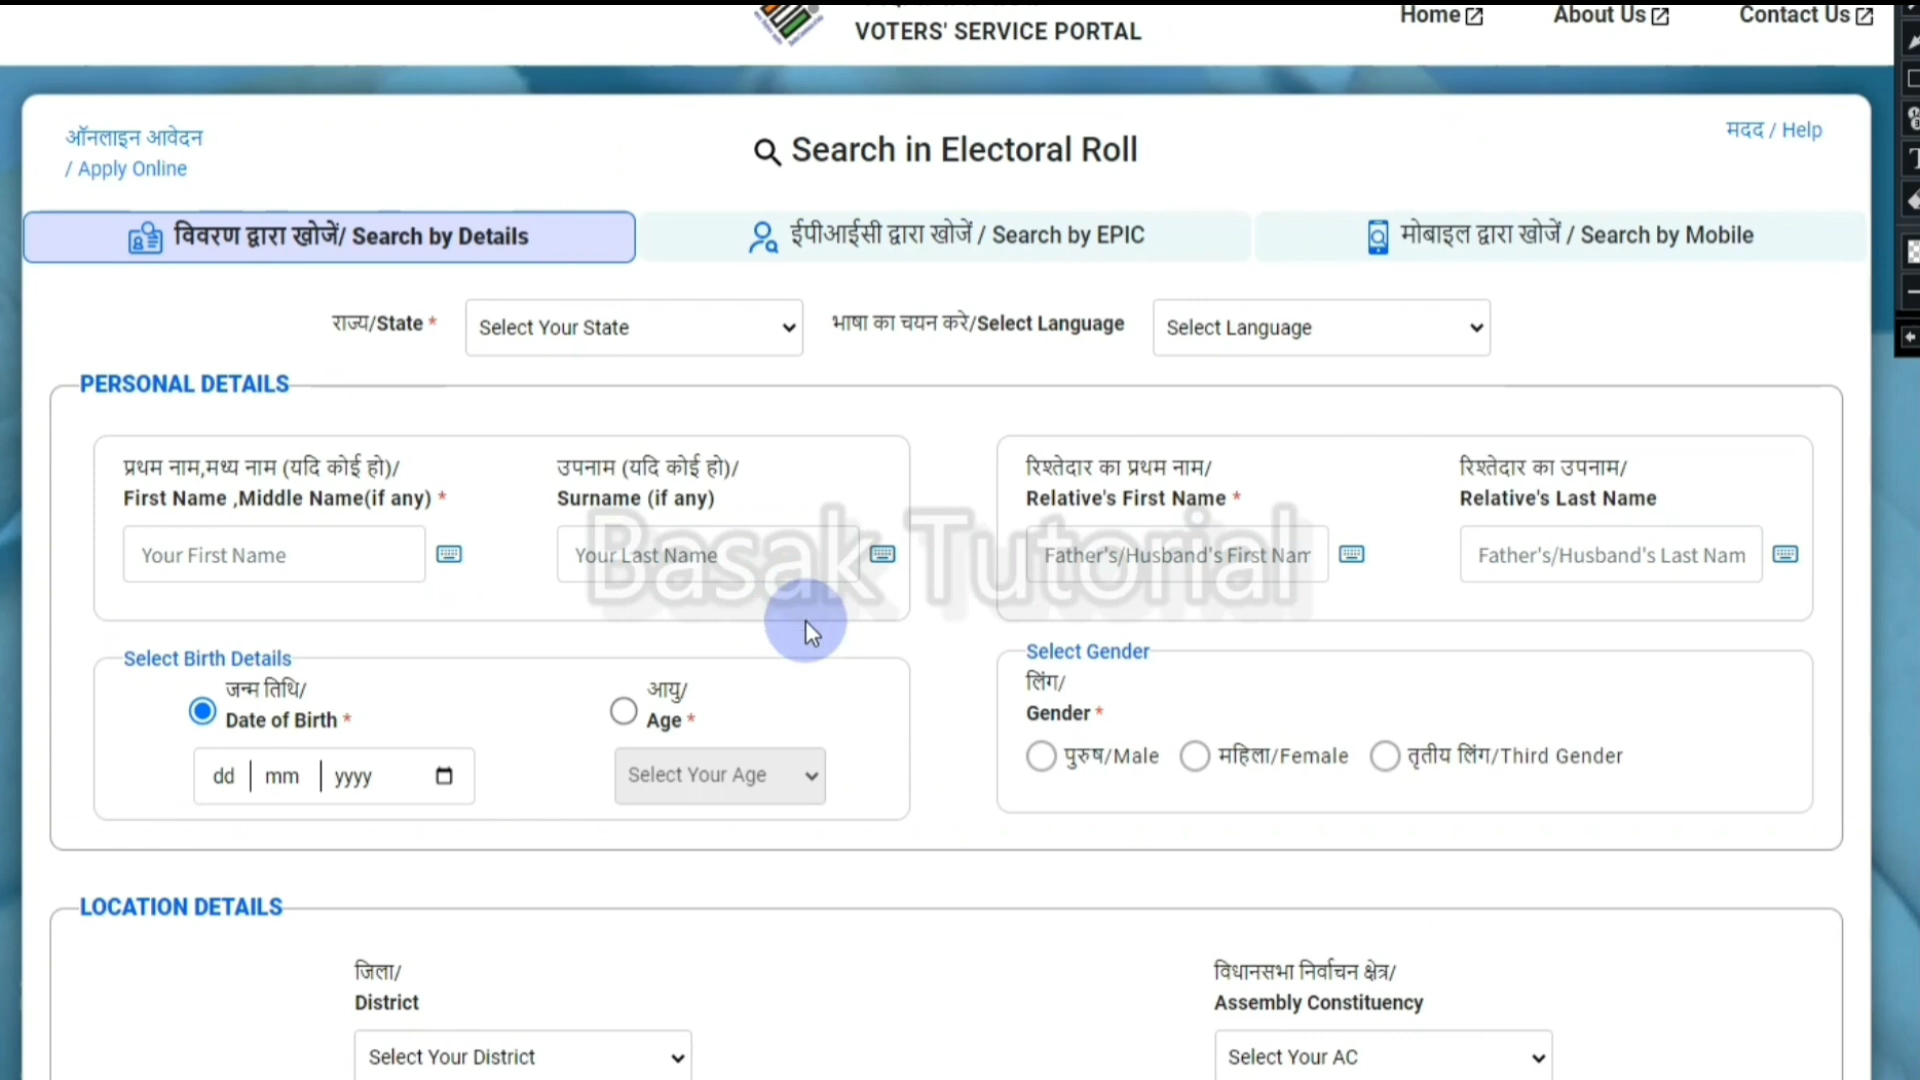 VOTERS' SERVICE PORTAL
Home
About Us
Contact Us
ऑनलाइन आवेदन
/ Apply Online
Search in Electoral Roll
मदद / Help
विवरण द्वारा खोजें/ Search by Details
ईपीआईसी द्वारा खोजें / Search by EPIC
मोबाइल द्वारा खोजें / Search by Mobile
राज्य/State *
Select Your State
भाषा का चयन करे/Select Language
Select Language
PERSONAL DETAILS
प्रथम नाम,मध्य नाम (यदि कोई हो)/
First Name ,Middle Name(if any) *
Your First Name
उपनाम (यदि कोई हो)/
Surname (if any)
Your Last Name
रिश्तेदार का प्रथम नाम/
Relative's First Name *
Father's/Husband's First Nam
रिश्तेदार का उपनाम/
Relative's Last Name
Father's/Husband's Last Nam
Basak Tutorial
Select Birth Details
जन्म तिथि/
Date of Birth *
dd mm yyyy
आयु/
Age *
Select Your Age
Select Gender
लिंग/
Gender *
पुरुष/Male
महिला/Female
तृतीय लिंग/Third Gender
LOCATION DETAILS
जिला/
District
Select Your District
विधानसभा निर्वाचन क्षेत्र/
Assembly Constituency
Select Your AC